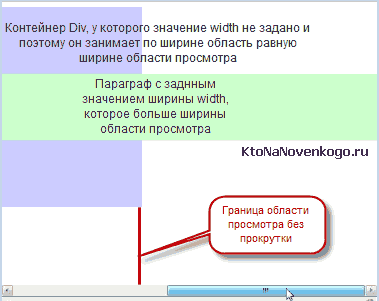 Контейнер Div, у которого значение width не задано и
поэтому он занимает по ширине область равную
ширине области просмотра
Параграф с заднным
значением ширины width,
которое больше ширины
области просмотра
KtoNaNovenkogo.ru
Граница области
просмотра без
прокрутки